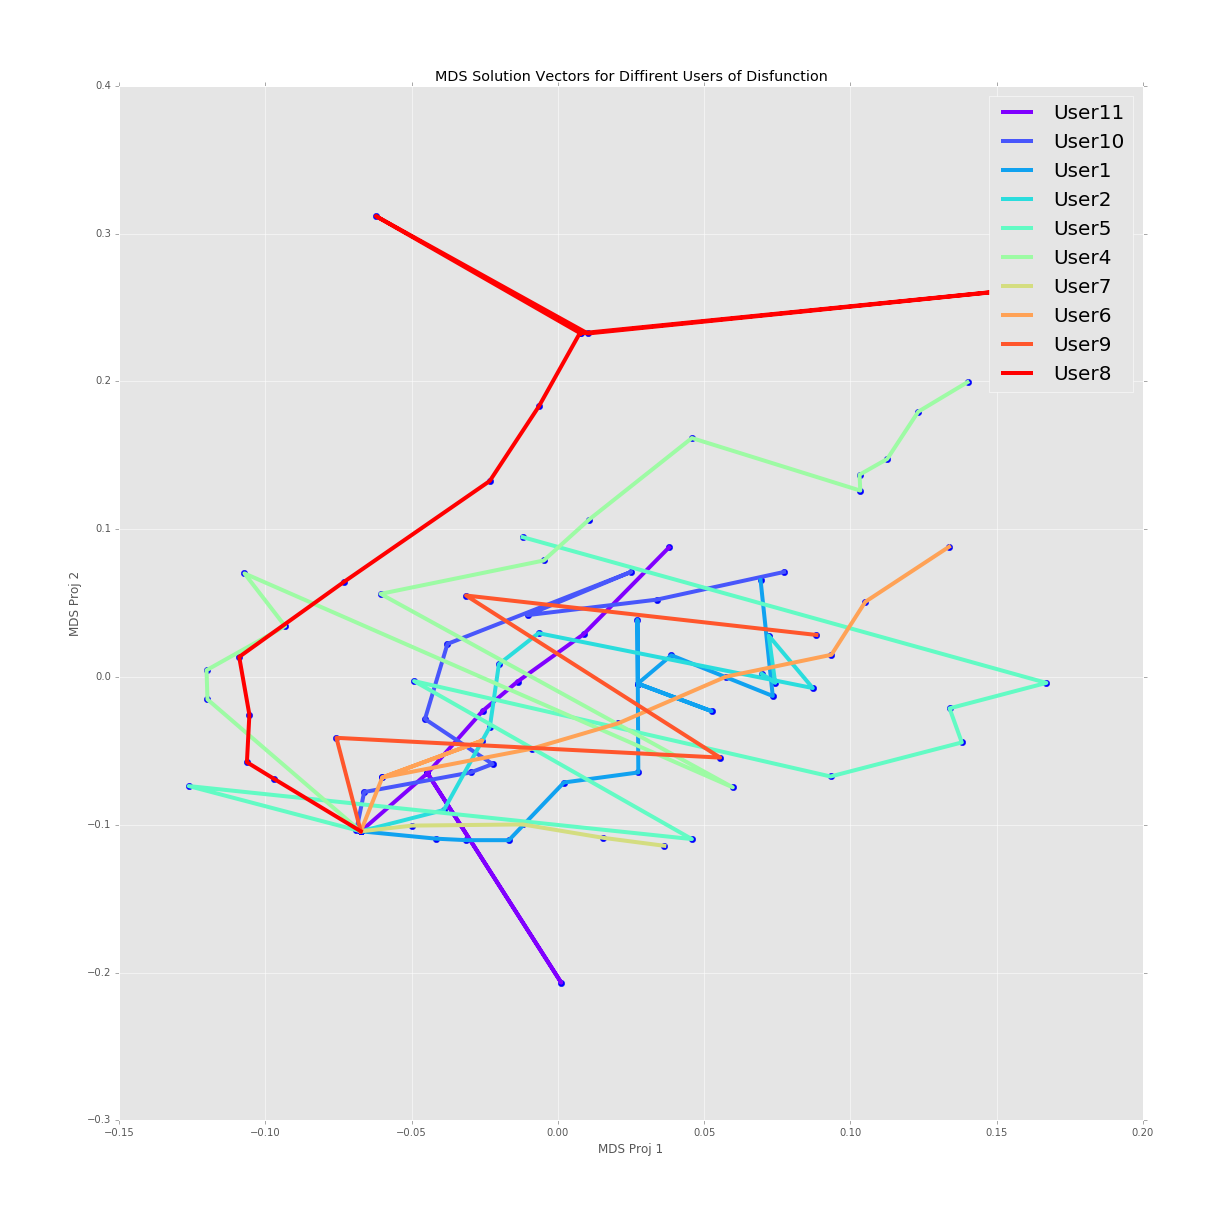 MDS Solution Vectors for Diffirent Users of Disfunction
0.4
0.3
0.2
0.1
0.0
−0.1
−0.2
−0.3
MDS Proj 2
User11
User10
User1
User2
User5
User4
User7
User6
User9
User8
−0.15 −0.10 −0.05 0.00 0.05 0.10 0.15 0.20
MDS Proj 1